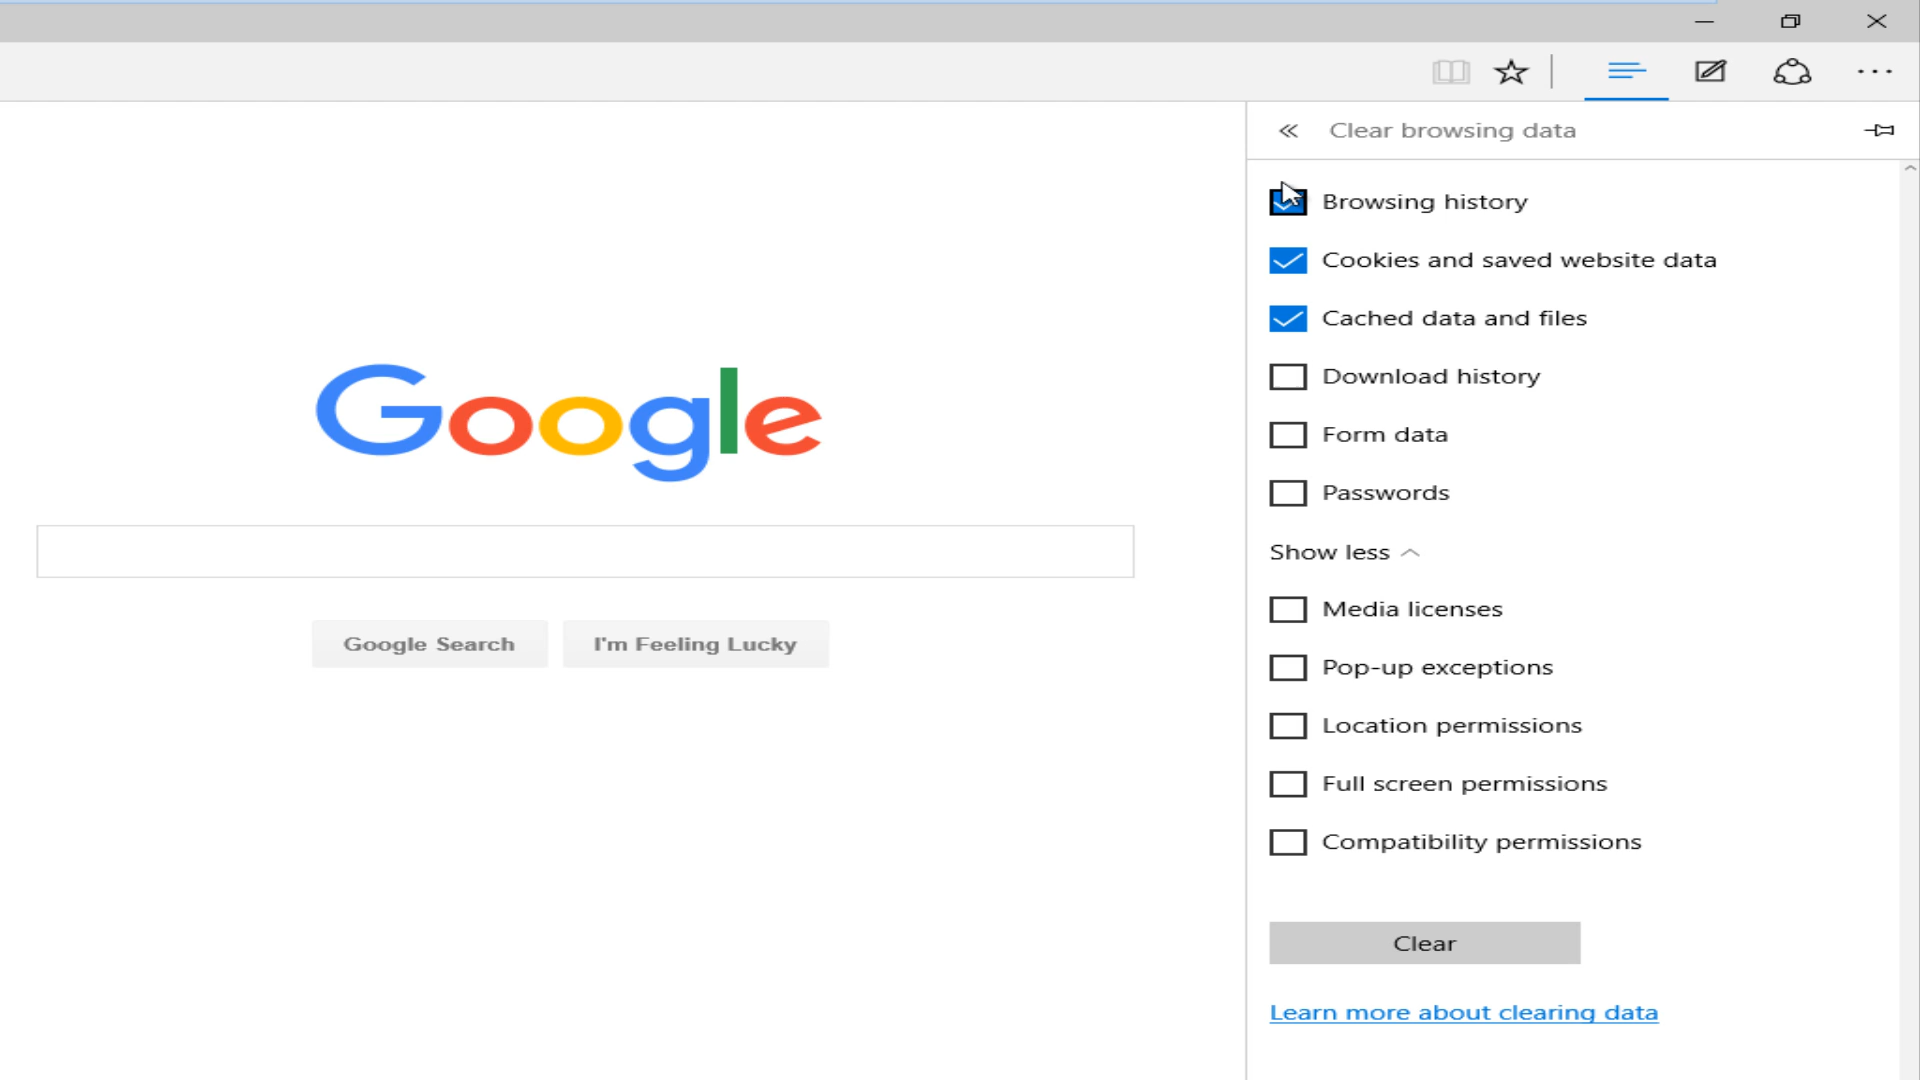 Clear browsing data
Browsing history
Cookies and saved website data
Cached data and files
Download history
Form data
Passwords
Show less
Media licenses
Pop-up exceptions
Location permissions
Full screen permissions
Compatibility permissions
Clear
Learn more about clearing data
Google
Google Search
I'm Feeling Lucky